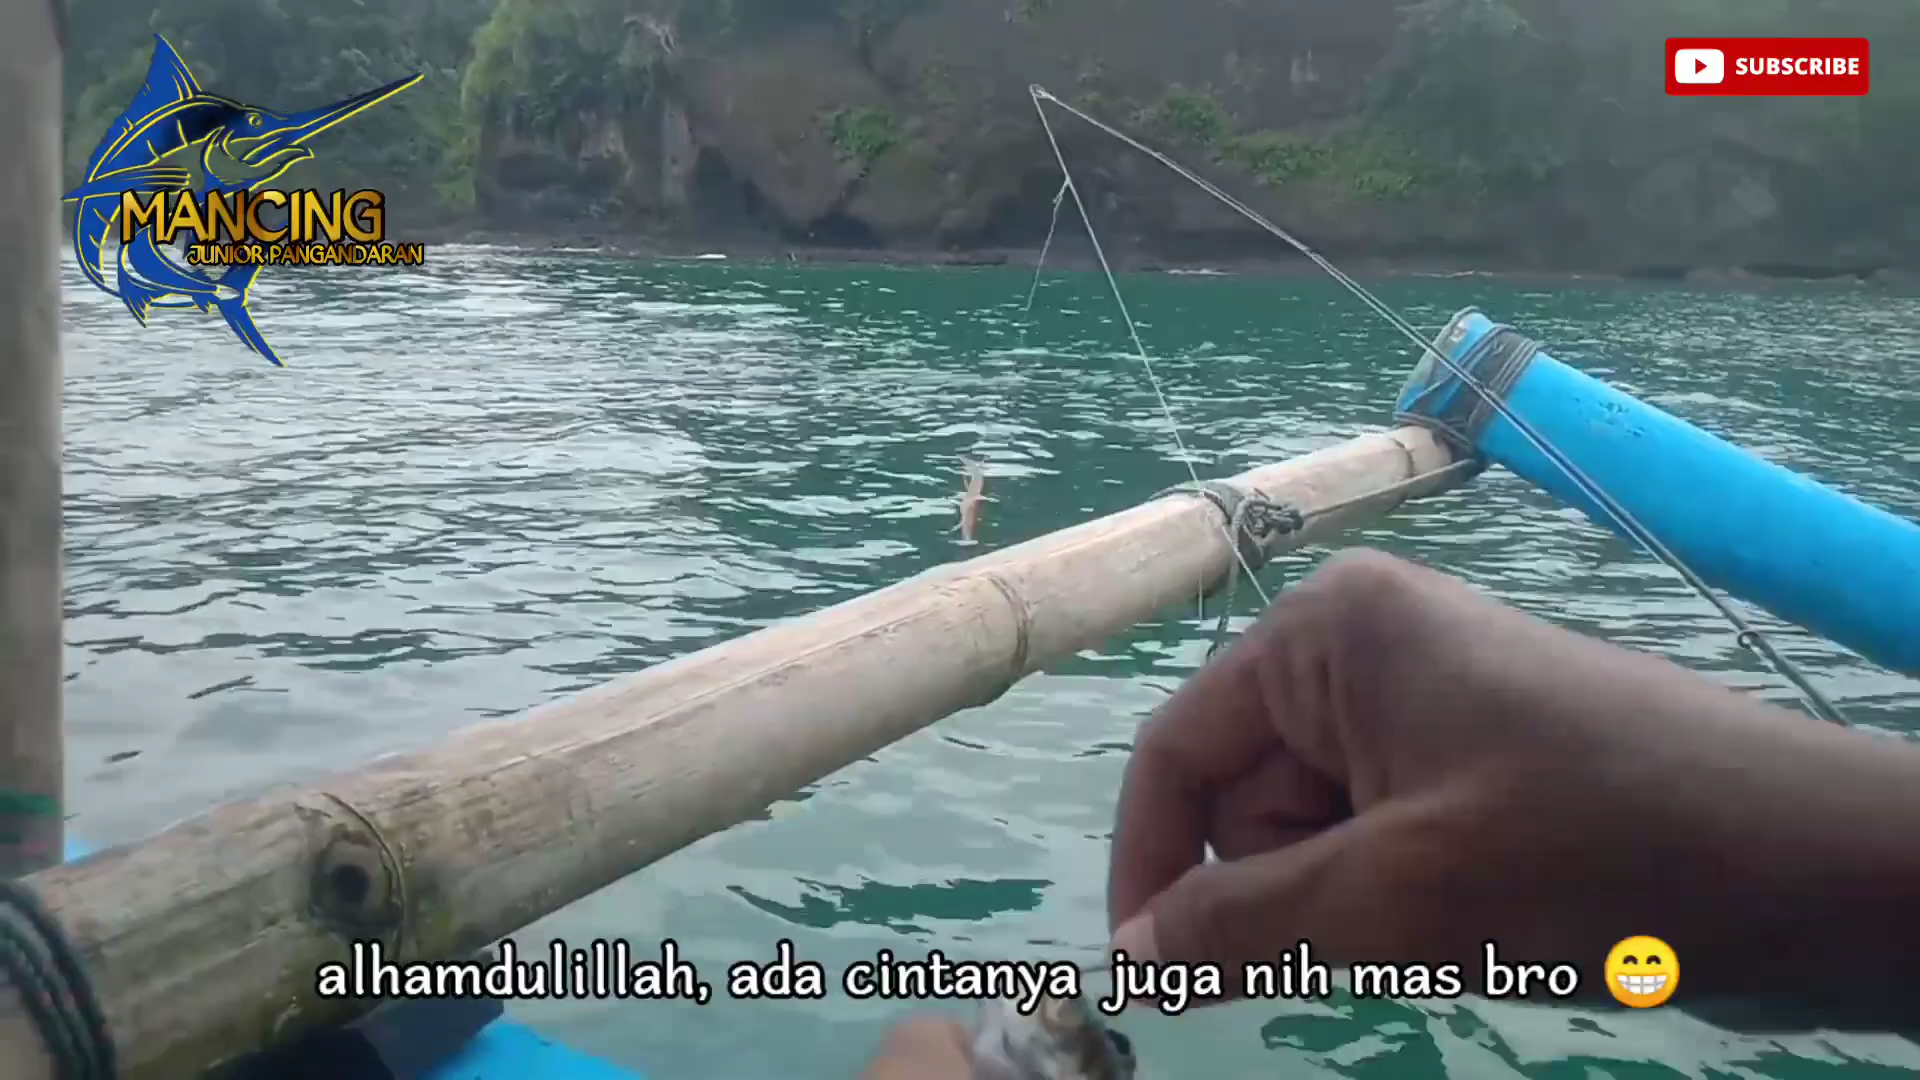 SUBSCRIBE
MANCING
JUNIOR PANGANDARAN
alhamdulillah, ada cintanya juga nih mas bro 😁